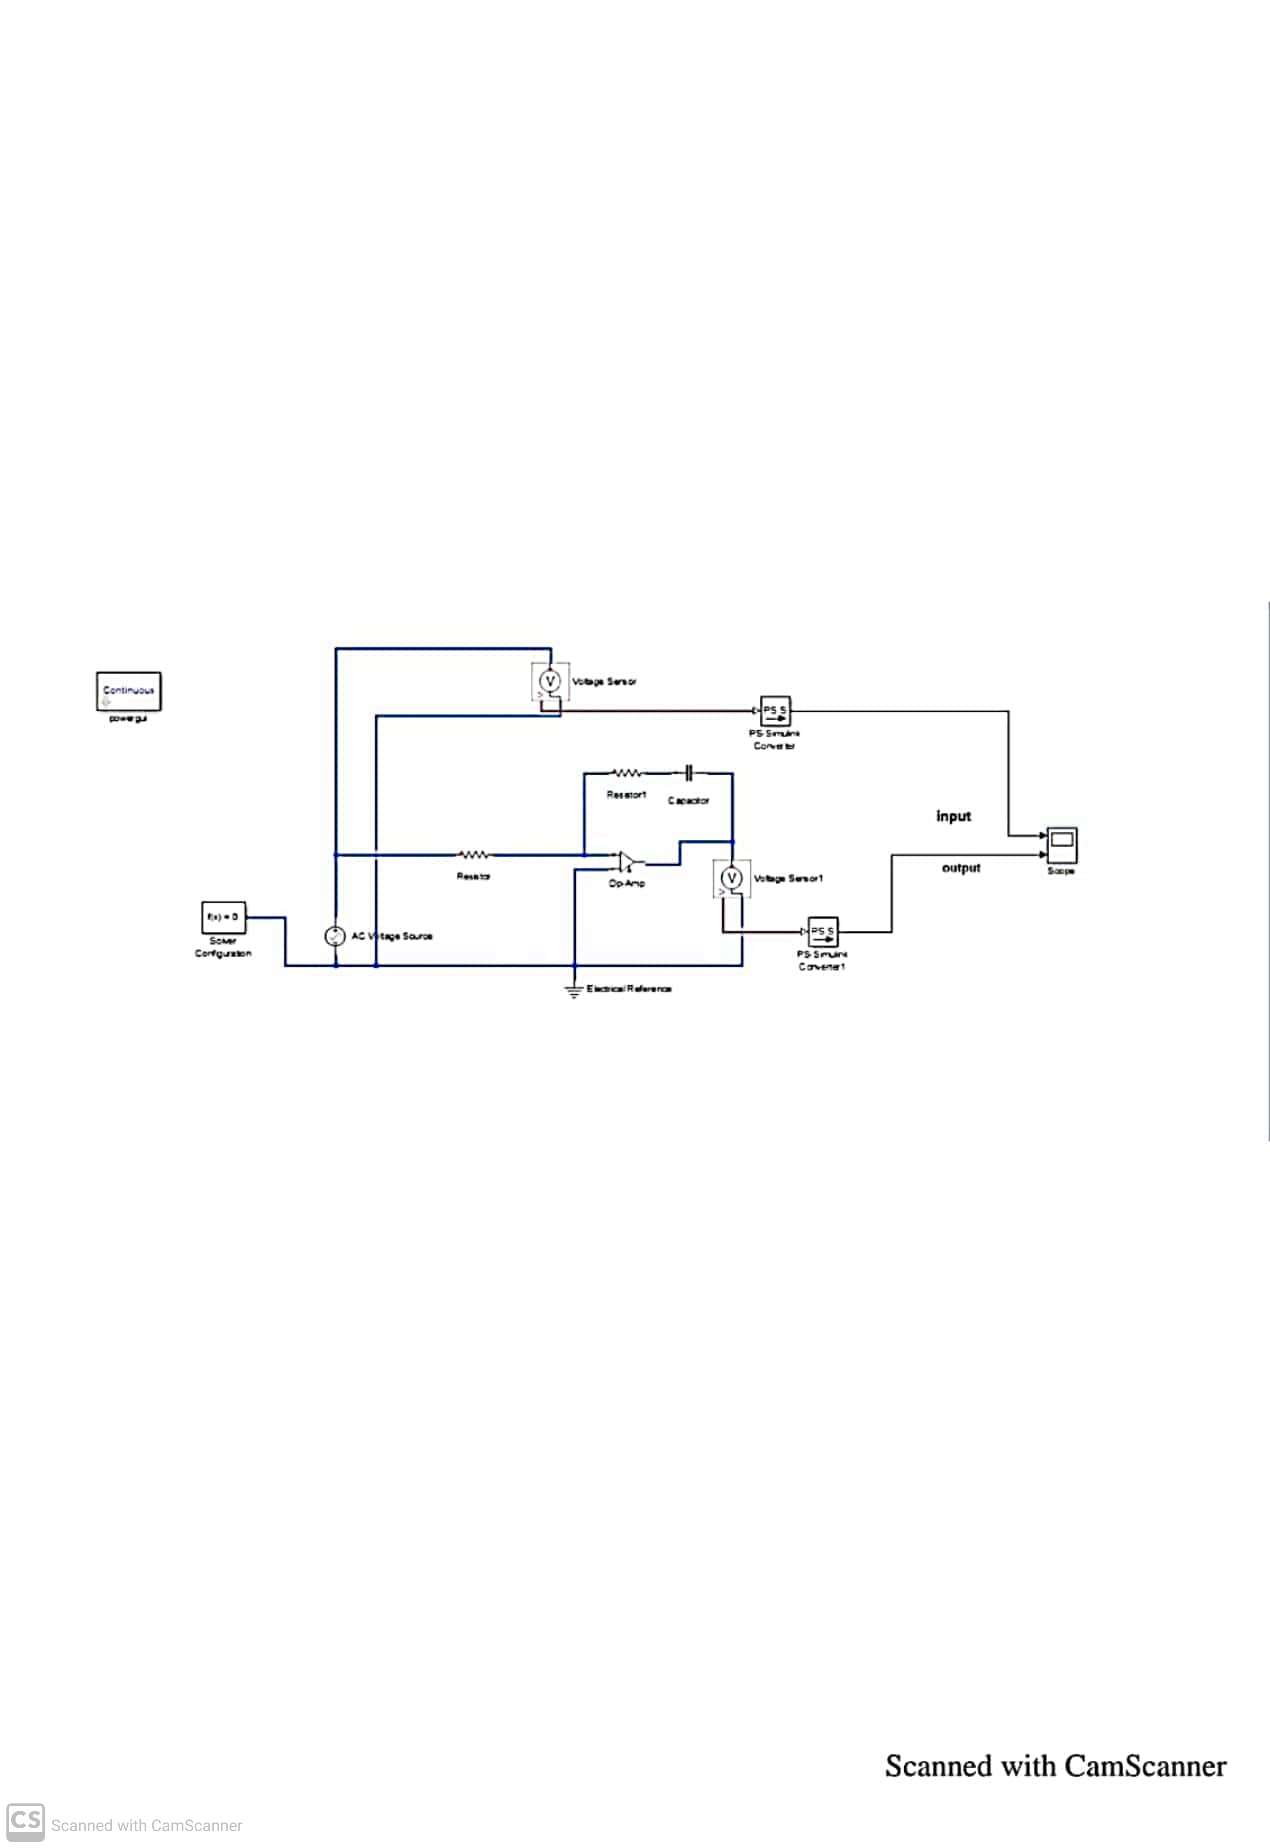 Continuous
powergui
V
Voltage Sensor
PS S
PS-Simulink
Converter
Resistor1
Capacitor
input
output
Scope
Resistor
Op-Amp
V
Voltage Sensor1
f(x) = 0
Solver
Configuration
AC Voltage Source
PS S
PS-Simulink
Converter1
Electrical Reference
Scanned with CamScanner
CS Scanned with CamScanner